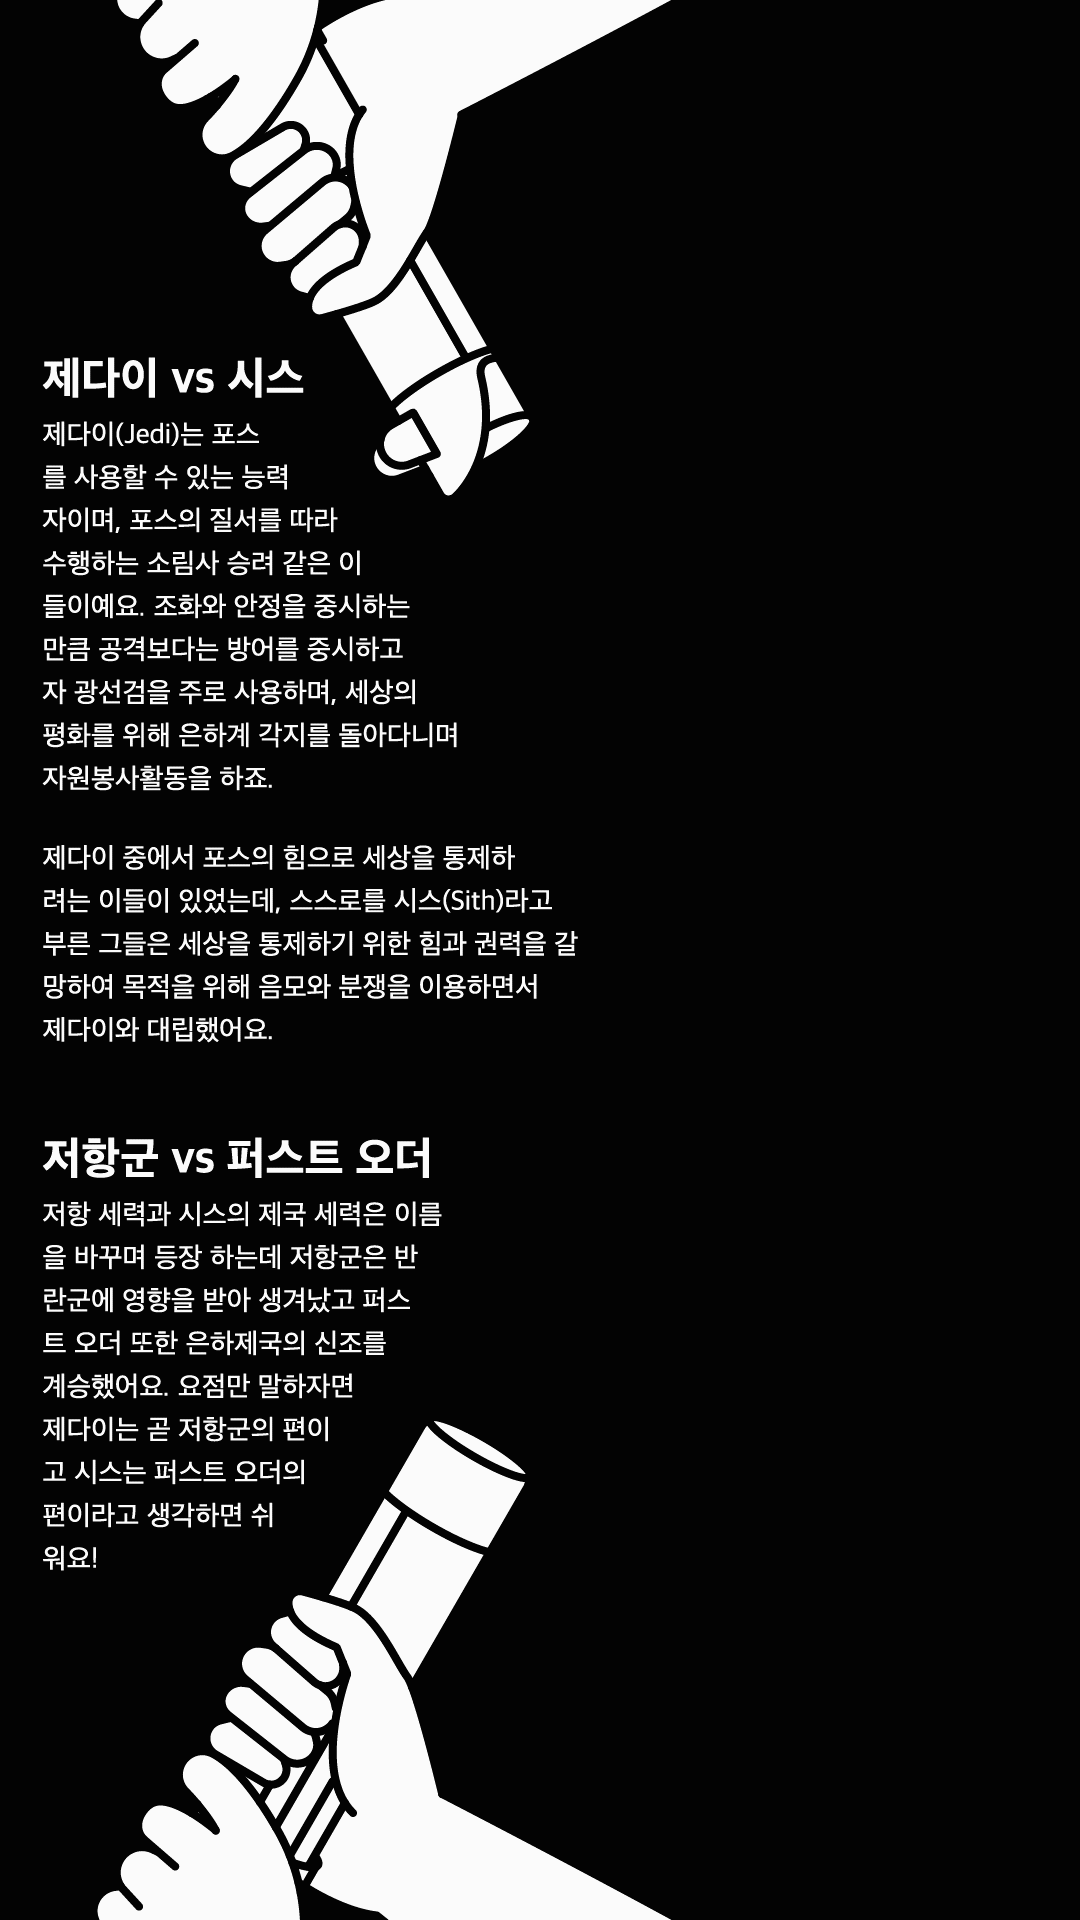 제다이 vs 시스
제다이(Jedi)는 포스
를 사용할 수 있는 능력
자이며, 포스의 질서를 따라
수행하는 소림사 승려 같은 이
들이예요. 조화와 안정을 중시하는
만큼 공격보다는 방어를 중시하고
자 광선검을 주로 사용하며, 세상의
평화를 위해 은하계 각지를 돌아다니며
자원봉사활동을 하죠.
제다이 중에서 포스의 힘으로 세상을 통제하
려는 이들이 있었는데, 스스로를 시스(Sith)라고
부른 그들은 세상을 통제하기 위한 힘과 권력을 갈
망하여 목적을 위해 음모와 분쟁을 이용하면서
제다이와 대립했어요.
저항군 vs 퍼스트 오더
저항 세력과 시스의 제국 세력은 이름
을 바꾸며 등장 하는데 저항군은 반
란군에 영향을 받아 생겨났고 퍼스
트 오더 또한 은하제국의 신조를
계승했어요. 요점만 말하자면
제다이는 곧 저항군의 편이
고 시스는 퍼스트 오더의
편이라고 생각하면 쉬
워요!